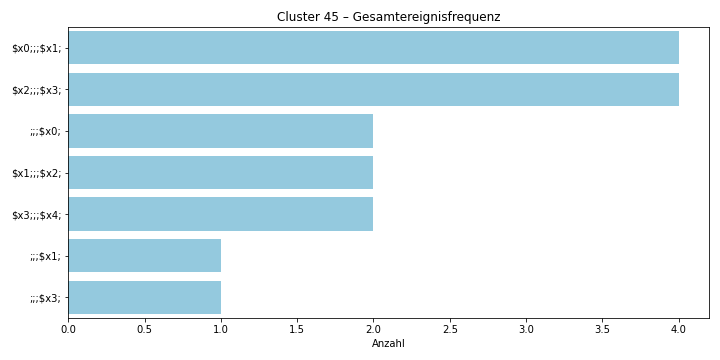 Cluster 45 – Gesamtereignisfrequenz
$x0;;;$x1;
$x2;;;$x3;
;;;$x0;
$x1;;;$x2;
$x3;;;$x4;
;;;$x1;
;;;$x3;
0.0 0.5 1.0 1.5 2.0 2.5 3.0 3.5 4.0
Anzahl